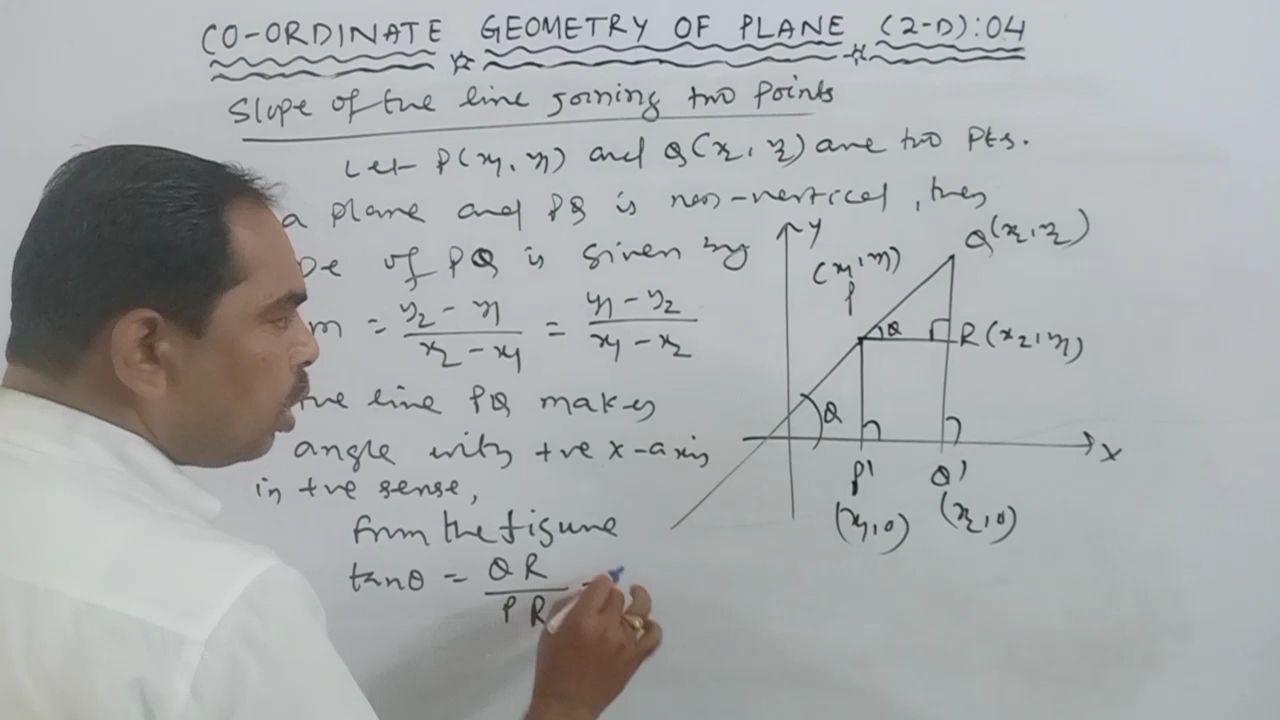 CO-ORDINATE GEOMETRY OF PLANE (2-D):04
Slope of the line joining two points
Let P(x₁, y₁) and Q(x₂, y₂) are two Pts.
a plane and PQ is non-vertical, then
pe of PQ is given by
m = y₂ - y₁ / x₂ - x₁ = y₁ - y₂ / x₁ - x₂
the line PQ makes
angle with +ve x-axis
in +ve sense,
From the figure
tanθ = QR / PR =
Y
Q(x₂, y₂)
(x₁, y₁)
P
θ
R(x₂, y₁)
θ
X
P' Q'
(x₁, 0) (x₂, 0)